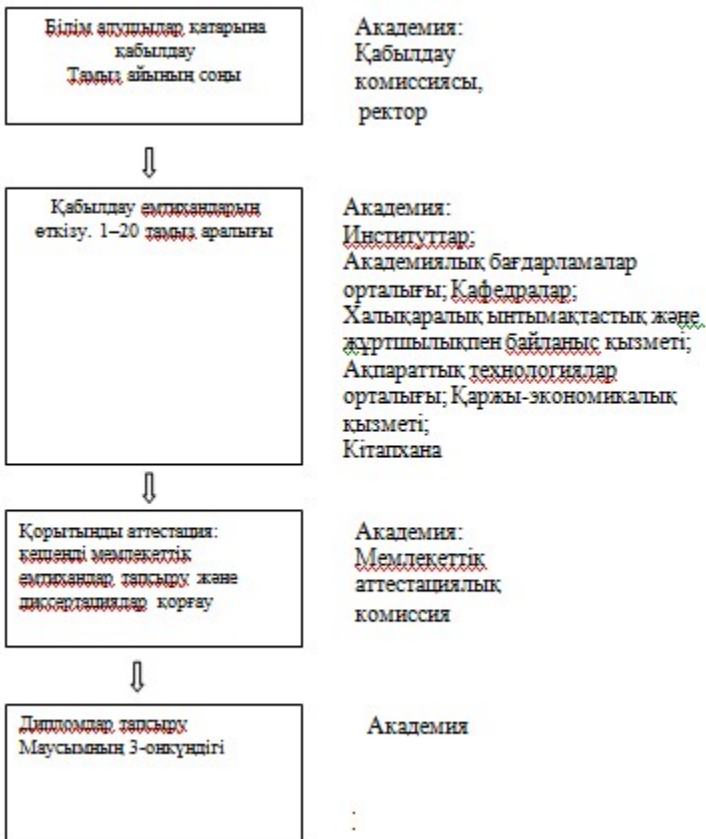 Білім алушылар қатарына
қабылдау
Тамыз айының соңы
Академия:
Қабылдау
комиссиясы,
ректор
⇩
Қабылдау емтихандарын
өткізу. 1–20 тамыз аралығы
Академия:
Институттар;
Академиялық бағдарламалар
орталығы; Кафедралар;
Халықаралық ынтымақтастық және
жұртшылықпен байланыс қызметі;
Ақпараттық технологиялар
орталығы; Қаржы-экономикалық
қызметі;
Кітапхана
⇩
Қорытынды аттестация:
кешенді мемлекеттік
емтихандар тапсыру және
диссертациялар қорғау
Академия:
Мемлекеттік
аттестациялық
комиссия
⇩
Дипломдар тапсыру
Маусымның 3-онкүндігі
Академия
: